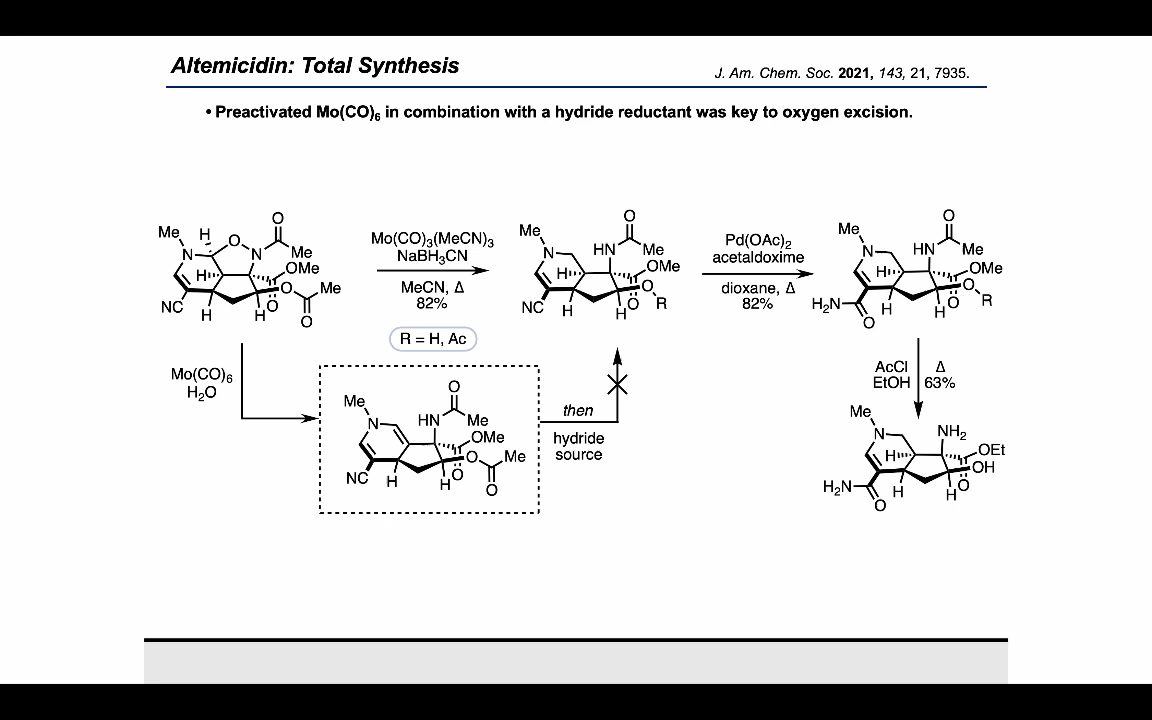 Altemicidin: Total Synthesis
J. Am. Chem. Soc. 2021, 143, 21, 7935.
• Preactivated Mo(CO)₆ in combination with a hydride reductant was key to oxygen excision.
Me
N
H
O
N
O
Me
OMe
O
H
O
Me
O
NC
H
H
Mo(CO)₃(MeCN)₃
NaBH₃CN
MeCN, Δ
82%
R = H, Ac
Me
N
HN
O
Me
OMe
H
O
R
O
NC
H
H
Pd(OAc)₂
acetaldoxime
dioxane, Δ
82%
Me
N
HN
O
Me
OMe
H
O
R
O
H₂N
O
H
H
Mo(CO)₆
H₂O
Me
N
HN
O
Me
OMe
O
Me
O
O
NC
H
H
then
hydride
source
AcCl
EtOH
Δ
63%
Me
N
NH₂
OEt
H
OH
O
H₂N
O
H
H